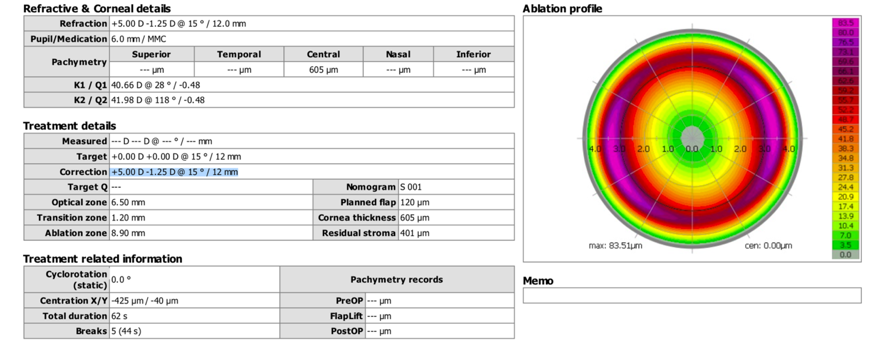 Refractive & Corneal details
Refraction +5.00 D -1.25 D @ 15 ° / 12.0 mm
Pupil/Medication 6.0 mm / MMC
Pachymetry
Superior Temporal Central Nasal Inferior
--- µm --- µm 605 µm --- µm --- µm
K1 / Q1 40.66 D @ 28 ° / -0.48
K2 / Q2 41.98 D @ 118 ° / -0.48
Treatment details
Measured --- D --- D @ --- ° / --- mm
Target +0.00 D +0.00 D @ 15 ° / 12 mm
Correction +5.00 D -1.25 D @ 15 ° / 12 mm
Target Q --- Nomogram S 001
Optical zone 6.50 mm Planned flap 120 µm
Transition zone 1.20 mm Cornea thickness 605 µm
Ablation zone 8.90 mm Residual stroma 401 µm
Treatment related information
Cyclorotation (static) 0.0 ° Pachymetry records
Centration X/Y -425 µm / -40 µm PreOP --- µm
Total duration 62 s FlapLift --- µm
Breaks 5 (44 s) PostOP --- µm
Ablation profile
4.0 3.0 2.0 1.0 0.0 1.0 2.0 3.0 4.0
max: 83.51µm cen: 0.00µm
48.7
45.2
41.8
38.3
34.8
31.3
27.8
24.4
20.9
17.4
13.9
10.4
7.0
3.5
0.0
Memo